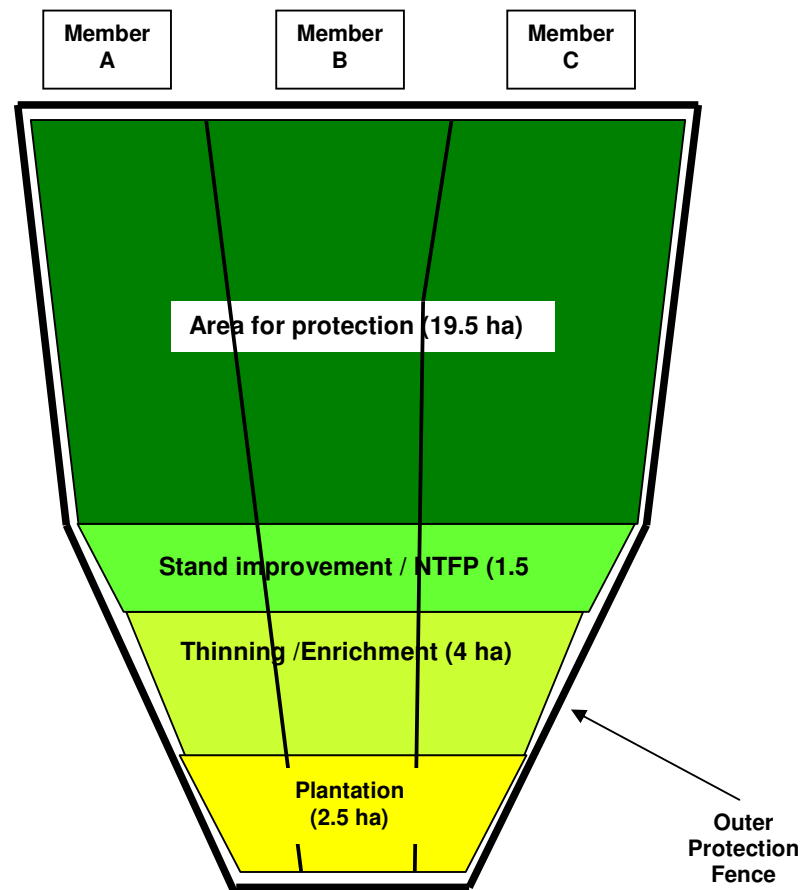 Member
A
Member
B
Member
C
Area for protection (19.5 ha)
Stand improvement / NTFP (1.5
Thinning /Enrichment (4 ha)
Plantation
(2.5 ha)
Outer
Protection
Fence